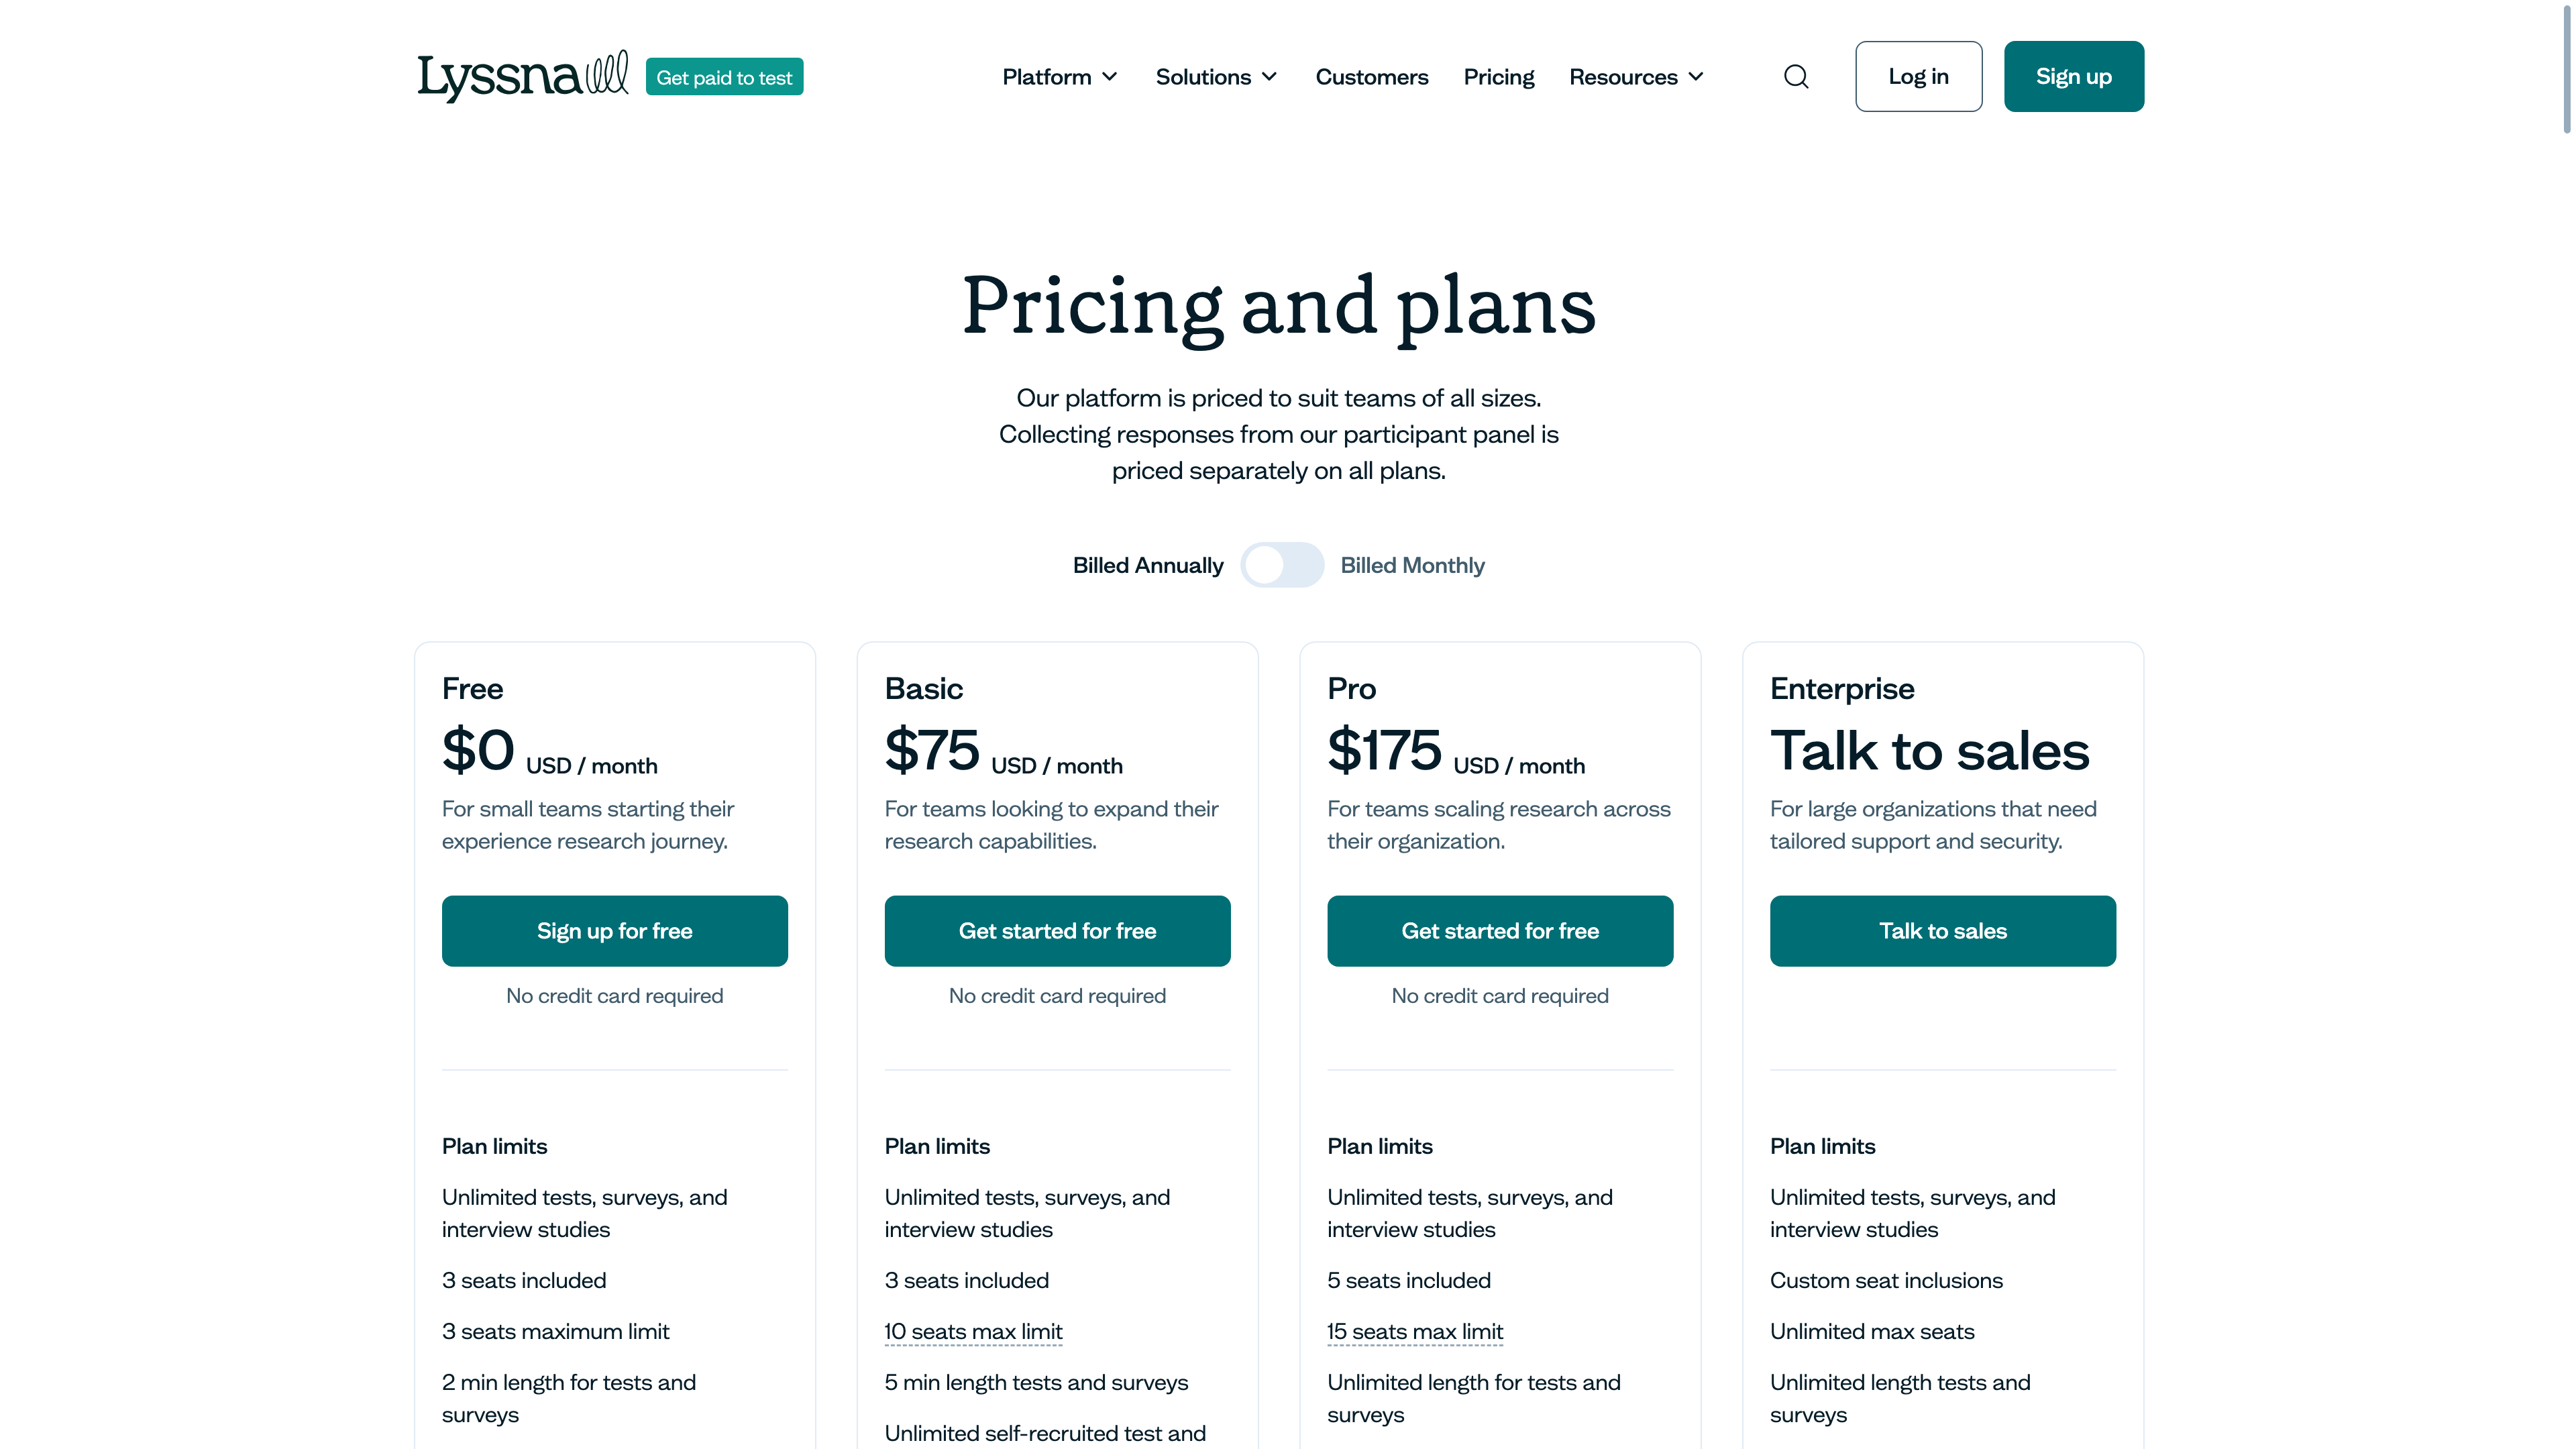 Lyssna
Get paid to test
Platform
Solutions
Customers
Pricing
Resources
Log in
Sign up
Pricing and plans
Our platform is priced to suit teams of all sizes.
Collecting responses from our participant panel is
priced separately on all plans.
Billed Annually
Billed Monthly
Free
$0 USD / month
For small teams starting their
experience research journey.
Sign up for free
No credit card required
Plan limits
Unlimited tests, surveys, and
interview studies
3 seats included
3 seats maximum limit
2 min length for tests and
surveys
Basic
$75 USD / month
For teams looking to expand their
research capabilities.
Get started for free
No credit card required
Plan limits
Unlimited tests, surveys, and
interview studies
3 seats included
10 seats max limit
5 min length tests and surveys
Unlimited self-recruited test and
Pro
$175 USD / month
For teams scaling research across
their organization.
Get started for free
No credit card required
Plan limits
Unlimited tests, surveys, and
interview studies
5 seats included
15 seats max limit
Unlimited length for tests and
surveys
Enterprise
Talk to sales
For large organizations that need
tailored support and security.
Talk to sales
Plan limits
Unlimited tests, surveys, and
interview studies
Custom seat inclusions
Unlimited max seats
Unlimited length tests and
surveys